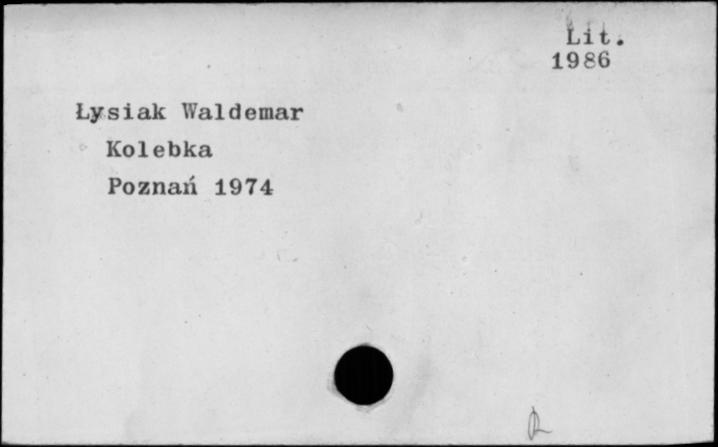 Lit.
1986
Łysiak Waldemar
Kolebka
Poznań 1974